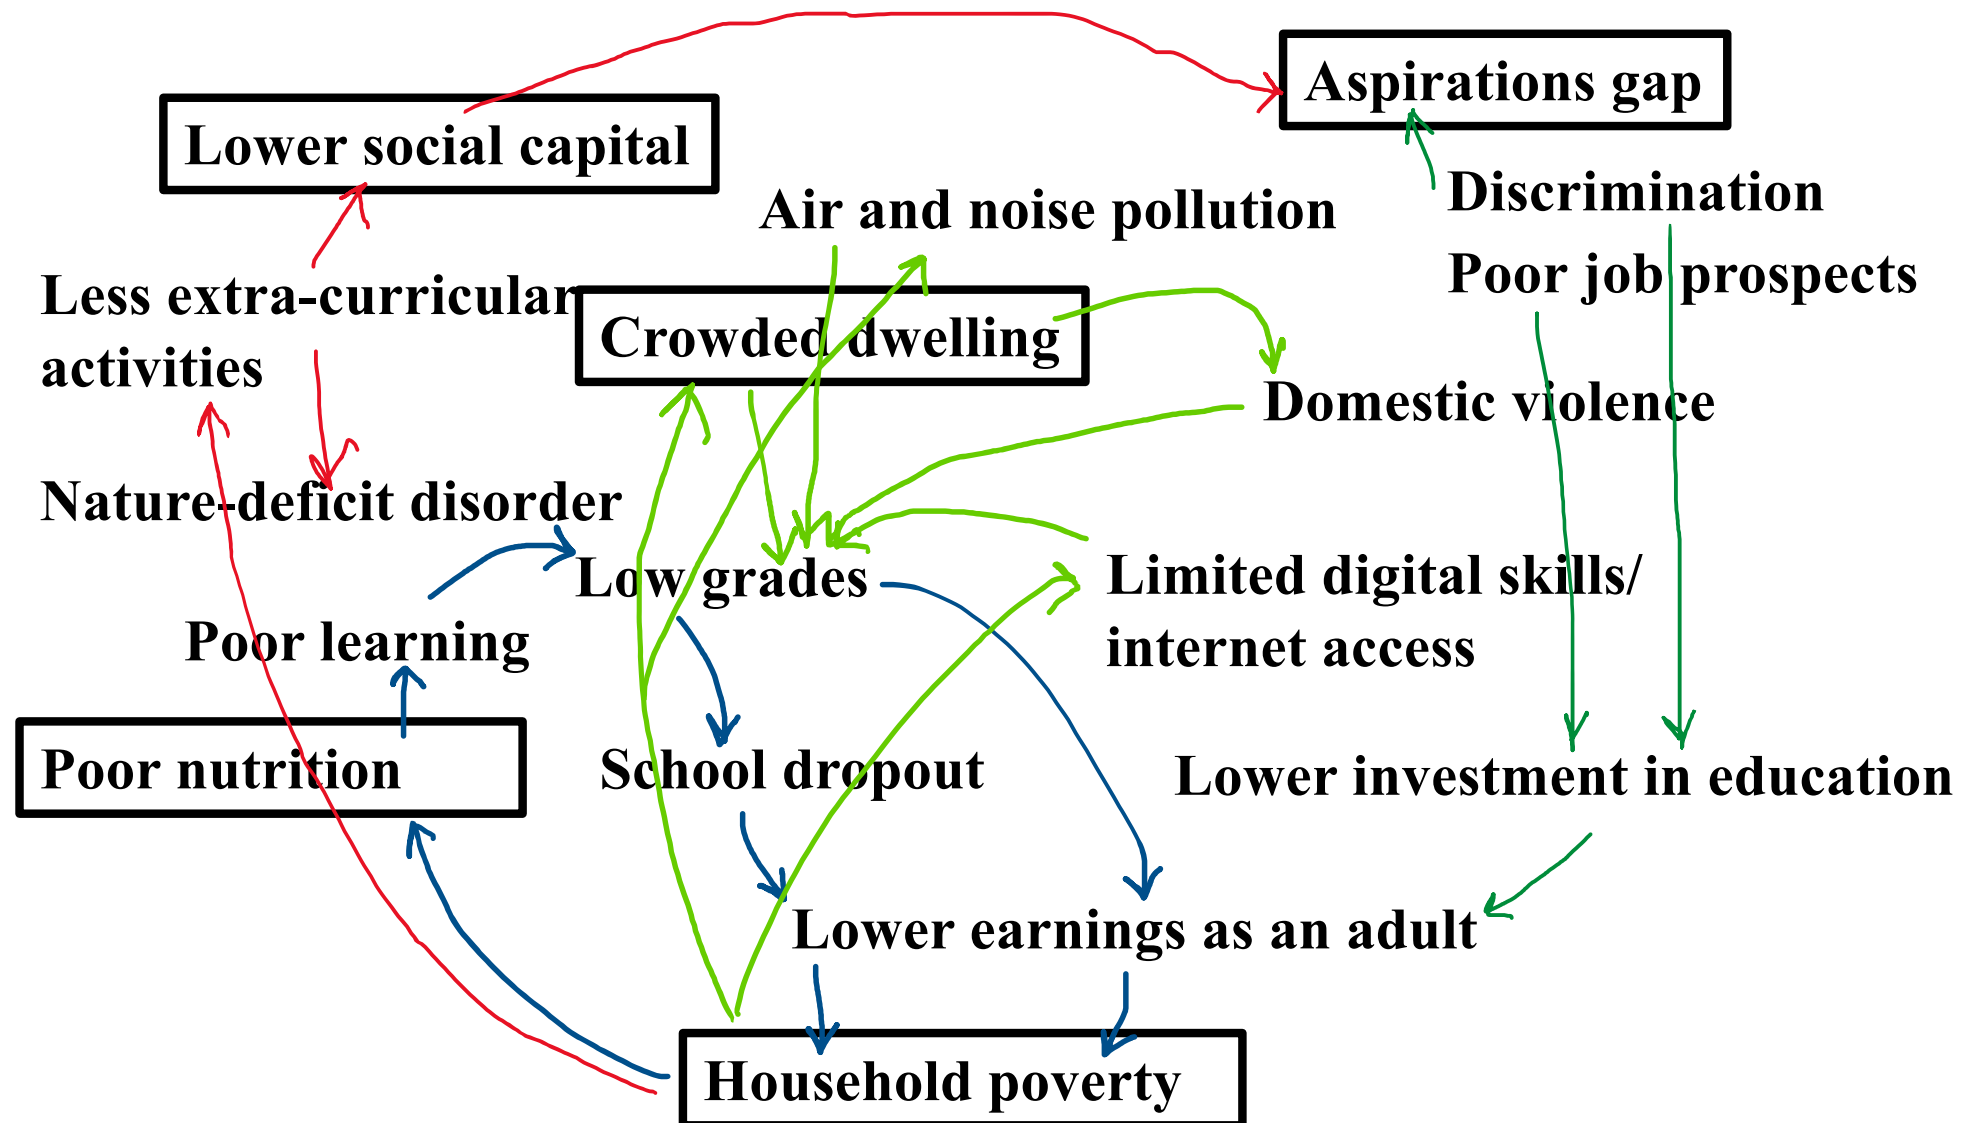 Aspirations gap
Lower social capital
Discrimination
Air and noise pollution
Poor job prospects
Less extra-curricular
activities
Crowded dwelling
Domestic violence
Nature-deficit disorder
Low grades
Limited digital skills/
internet access
Poor learning
Poor nutrition
School dropout
Lower investment in education
Lower earnings as an adult
Household poverty